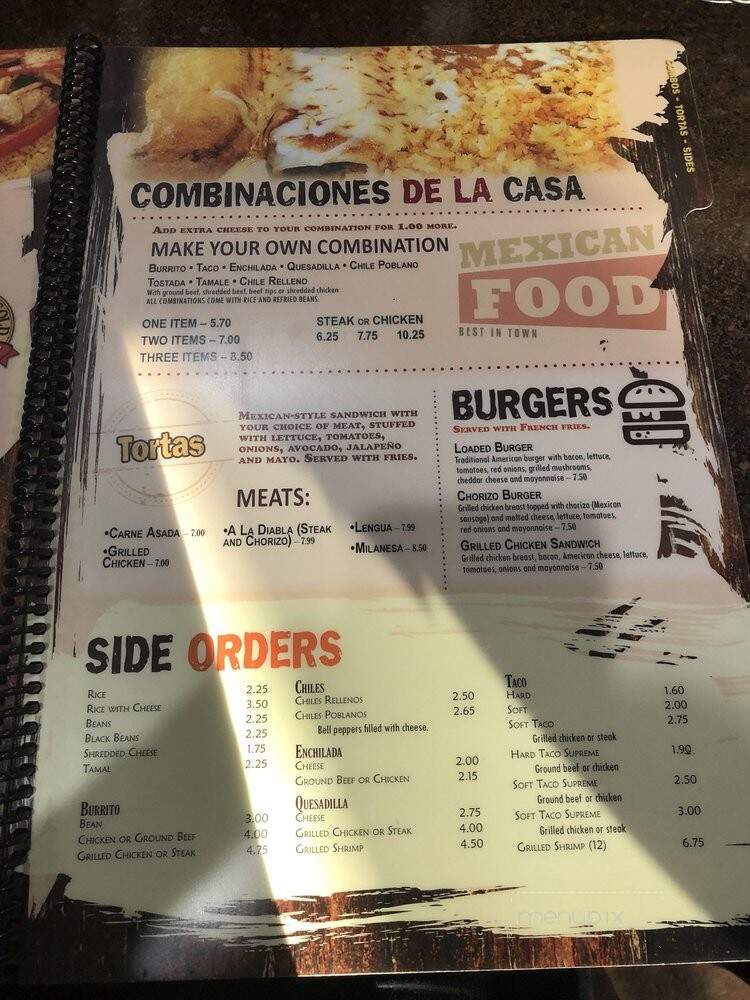 COMBOS - TORTAS - SIDES
COMBINACIONES DE LA CASA
ADD EXTRA CHEESE TO YOUR COMBINATION FOR 1.00 MORE.
MAKE YOUR OWN COMBINATION
BURRITO • TACO • ENCHILADA • QUESADILLA • CHILE POBLANO
TOSTADA • TAMALE • CHILE RELLENO
With ground beef, shredded beef, beef tips or shredded chicken
ALL COMBINATIONS COME WITH RICE AND REFRIED BEANS.
ONE ITEM – 5.70
TWO ITEMS – 7.00
THREE ITEMS – 8.50
STEAK OR CHICKEN
6.25 7.75 10.25
MEXICAN
FOOD
BEST IN TOWN
Tortas
MEXICAN-STYLE SANDWICH WITH
YOUR CHOICE OF MEAT, STUFFED
WITH LETTUCE, TOMATOES,
ONIONS, AVOCADO, JALAPEÑO
AND MAYO. SERVED WITH FRIES.
MEATS:
•CARNE ASADA – 7.00
•GRILLED
CHICKEN – 7.00
•A LA DIABLA (STEAK
AND CHORIZO) – 7.99
•LENGUA – 7.99
•MILANESA – 8.50
BURGERS
SERVED WITH FRENCH FRIES.
LOADED BURGER
Traditional American burger with bacon, lettuce,
tomatoes, red onions, grilled mushrooms,
cheddar cheese and mayonnaise – 7.50
CHORIZO BURGER
Grilled chicken breast topped with chorizo (Mexican
sausage) and melted cheese, lettuce, tomatoes,
red onions and mayonnaise – 7.50
GRILLED CHICKEN SANDWICH
Grilled chicken breast, bacon, American cheese, lettuce,
tomatoes, onions and mayonnaise – 7.50
SIDE ORDERS
RICE 2.25
RICE WITH CHEESE 3.50
BEANS 2.25
BLACK BEANS 2.25
SHREDDED CHEESE 1.75
TAMAL 2.25
BURRITO
BEAN 3.00
CHICKEN OR GROUND BEEF 4.00
GRILLED CHICKEN OR STEAK 4.75
CHILES
CHILES RELLENOS 2.50
CHILES POBLANOS 2.65
Bell peppers filled with cheese.
ENCHILADA
CHEESE 2.00
GROUND BEEF OR CHICKEN 2.15
QUESADILLA
CHEESE 2.75
GRILLED CHICKEN OR STEAK 4.00
GRILLED SHRIMP 4.50
TACO
HARD 1.60
SOFT 2.00
SOFT TACO 2.75
Grilled chicken or steak
HARD TACO SUPREME 1.90
Ground beef or chicken
SOFT TACO SUPREME 2.50
Ground beef or chicken
SOFT TACO SUPREME 3.00
Grilled chicken or steak
GRILLED SHRIMP (12) 6.75
menupix